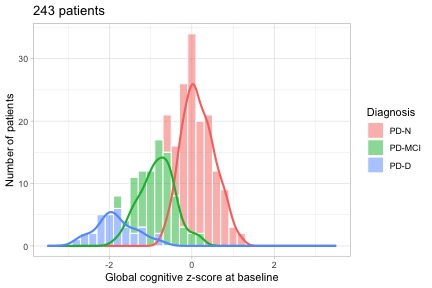 243 patients
Number of patients
30
20
10
0
-2
0
2
Global cognitive z-score at baseline
Diagnosis
PD-N
PD-MCI
PD-D